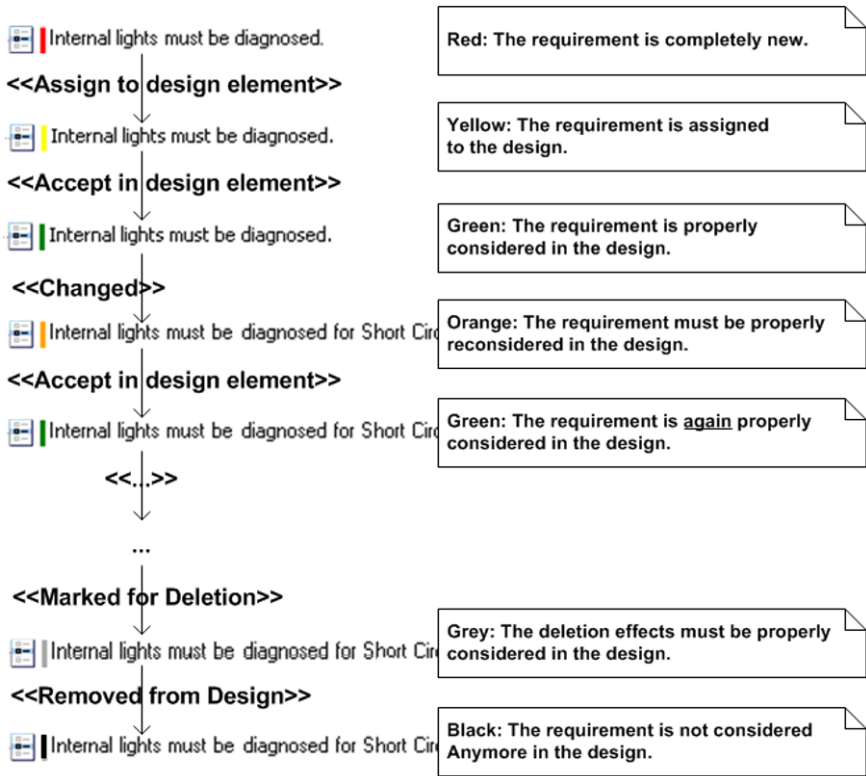 Internal lights must be diagnosed.
Red: The requirement is completely new.
<<Assign to design element>>
Internal lights must be diagnosed.
Yellow: The requirement is assigned
to the design.
<<Accept in design element>>
Internal lights must be diagnosed.
Green: The requirement is properly
considered in the design.
<<Changed>>
Internal lights must be diagnosed for Short Circ
Orange: The requirement must be properly
reconsidered in the design.
<<Accept in design element>>
Internal lights must be diagnosed for Short Circ
Green: The requirement is again properly
considered in the design.
<<...>>
...
<<Marked for Deletion>>
Internal lights must be diagnosed for Short Cir
Grey: The deletion effects must be properly
considered in the design.
<<Removed from Design>>
Internal lights must be diagnosed for Short Cir
Black: The requirement is not considered
Anymore in the design.